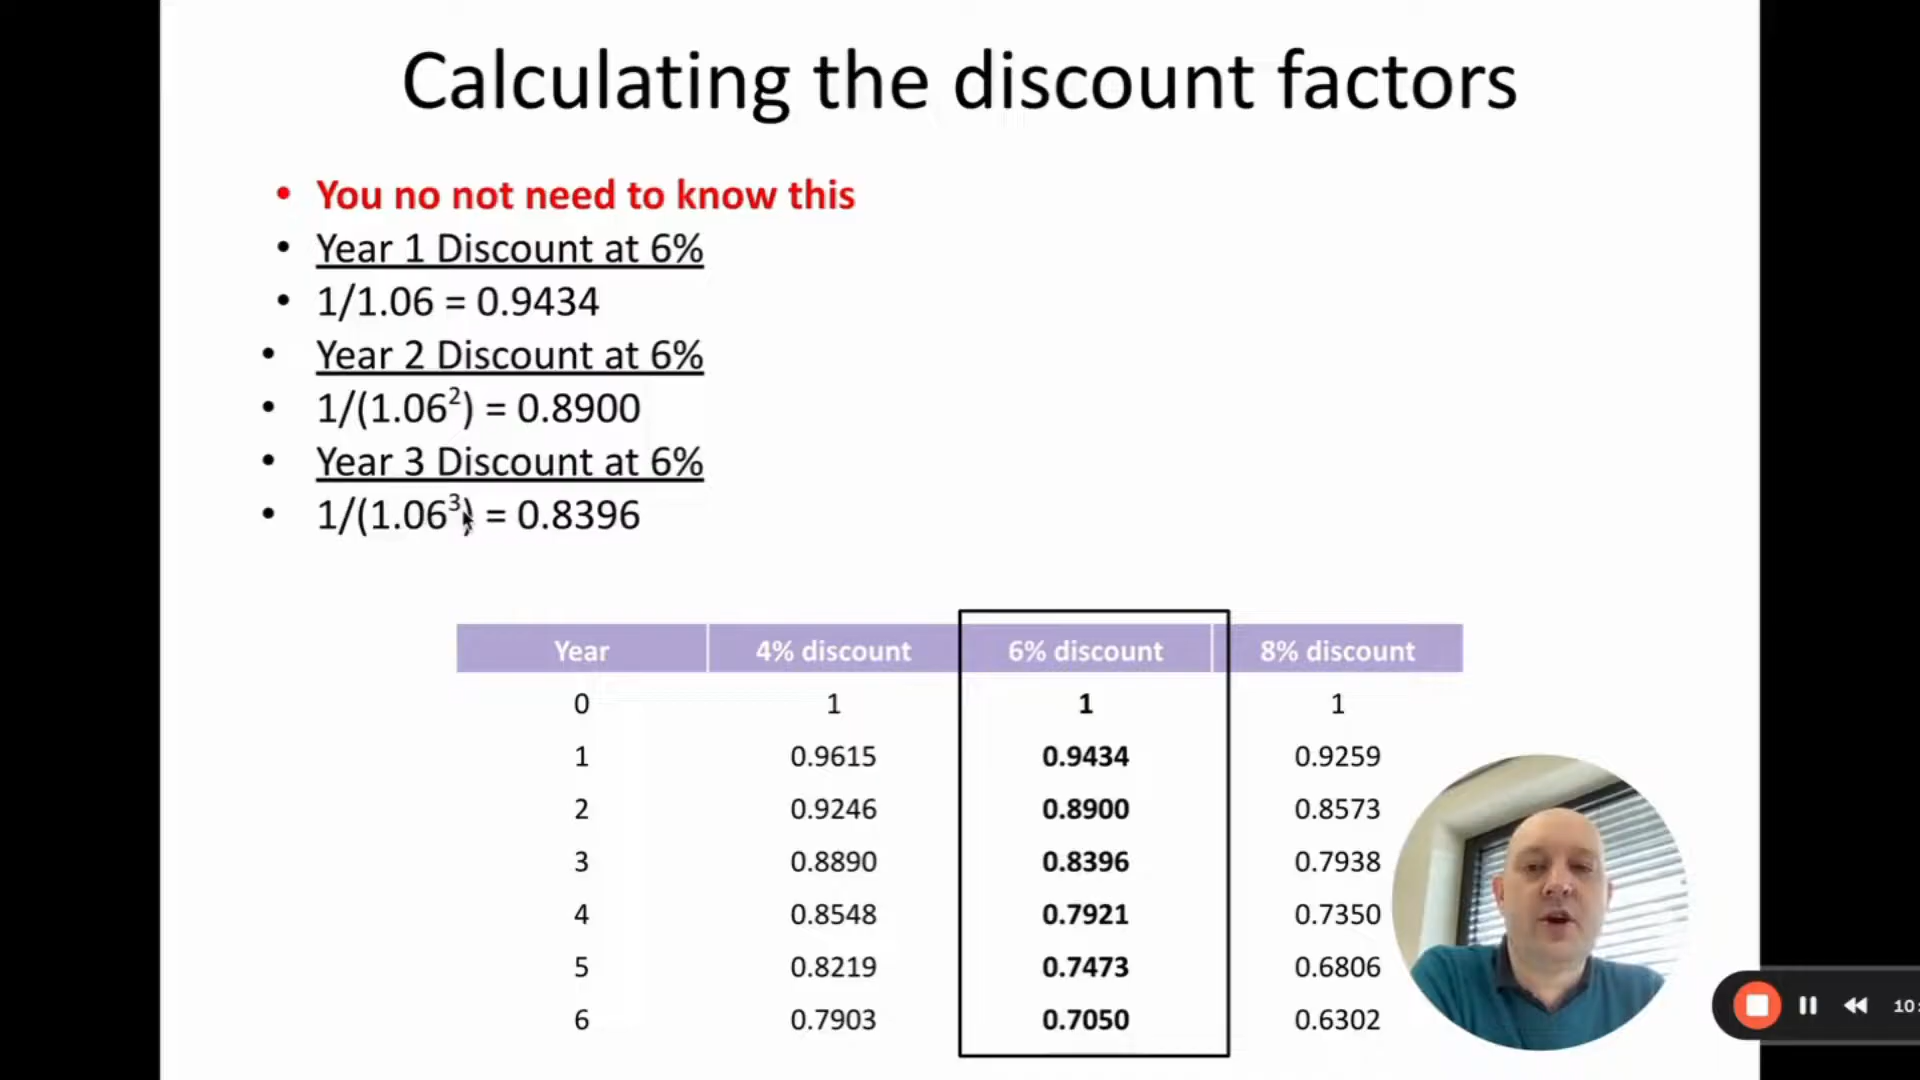 Calculating the discount factors
• You no not need to know this
• Year 1 Discount at 6%
• 1/1.06 = 0.9434
• Year 2 Discount at 6%
• 1/(1.06²) = 0.8900
• Year 3 Discount at 6%
• 1/(1.06³) = 0.8396
Year 4% discount 6% discount 8% discount
0 1 1 1
1 0.9615 0.9434 0.9259
2 0.9246 0.8900 0.8573
3 0.8890 0.8396 0.7938
4 0.8548 0.7921 0.7350
5 0.8219 0.7473 0.6806
6 0.7903 0.7050 0.6302
10: